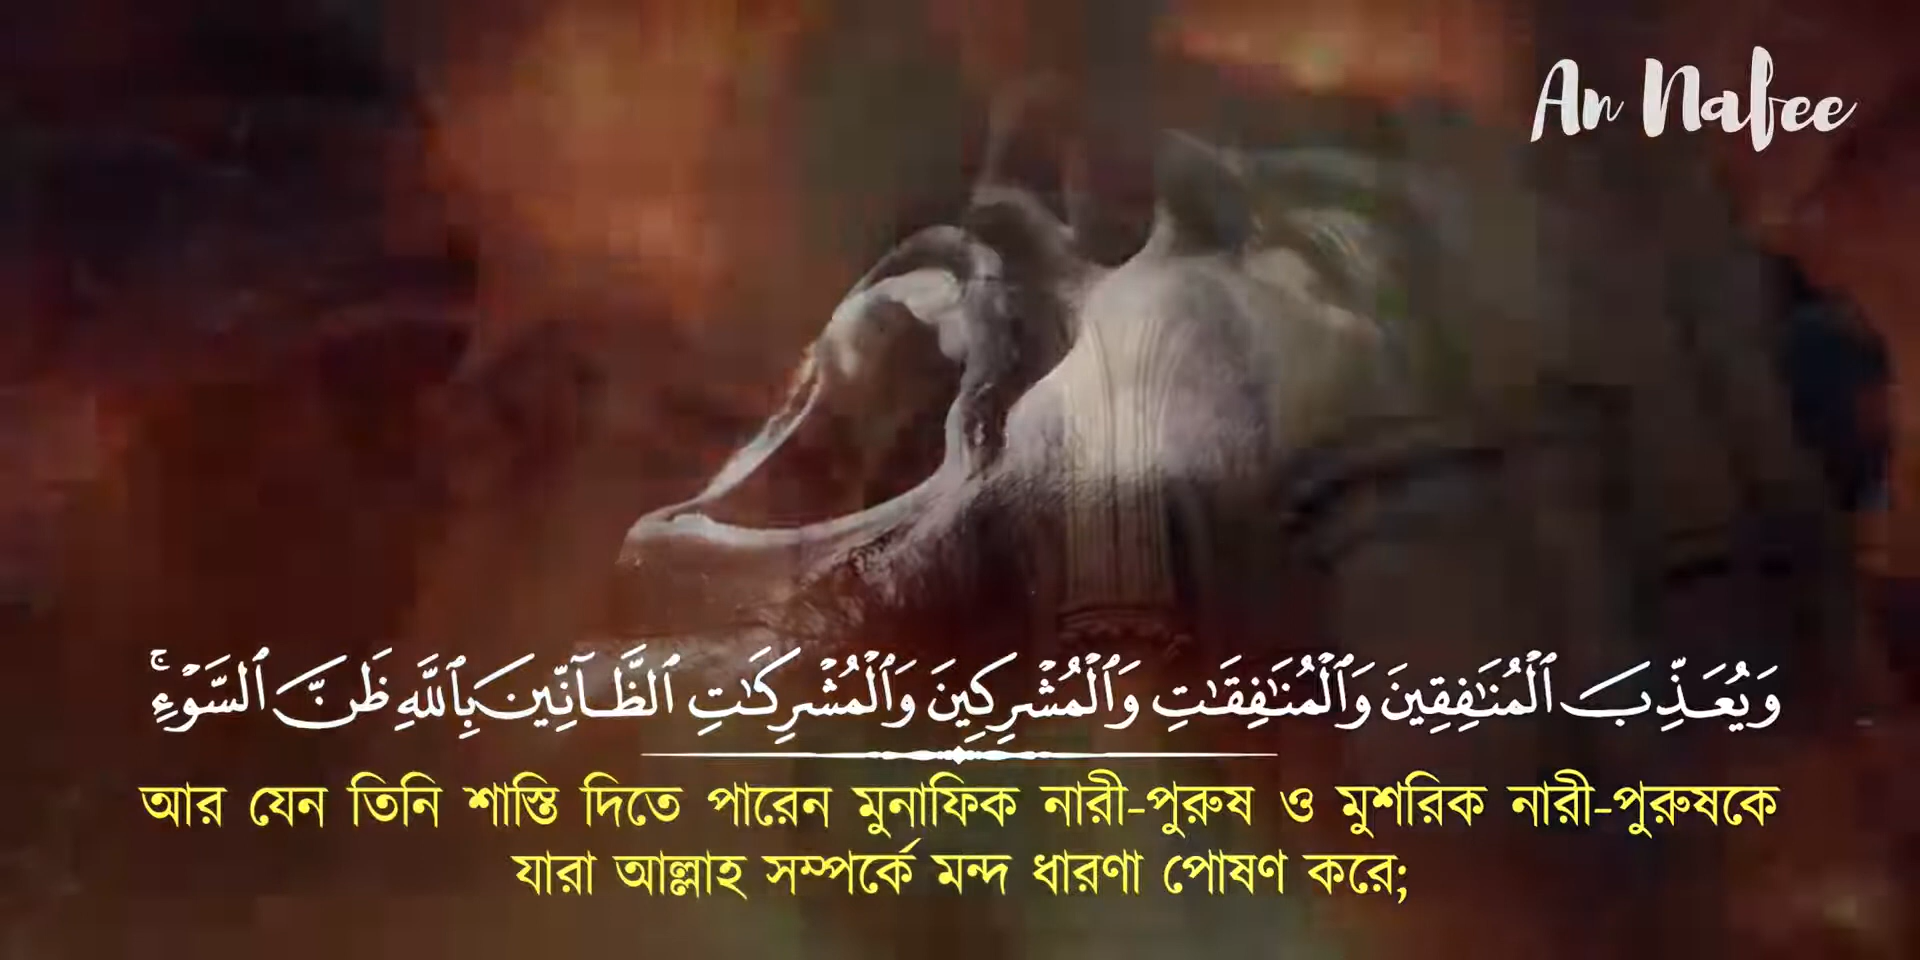 An Nafee
وَيُعَذِّبَ ٱلْمُنَٰفِقِينَ وَٱلْمُنَٰفِقَٰتِ وَٱلْمُشْرِكِينَ وَٱلْمُشْرِكَٰتِ ٱلظَّآنِّينَ بِٱللَّهِ ظَنَّ ٱلسَّوْءِ ۚ
আর যেন তিনি শাস্তি দিতে পারেন মুনাফিক নারী-পুরুষ ও মুশরিক নারী-পুরুষকে
যারা আল্লাহ সম্পর্কে মন্দ ধারণা পোষণ করে;